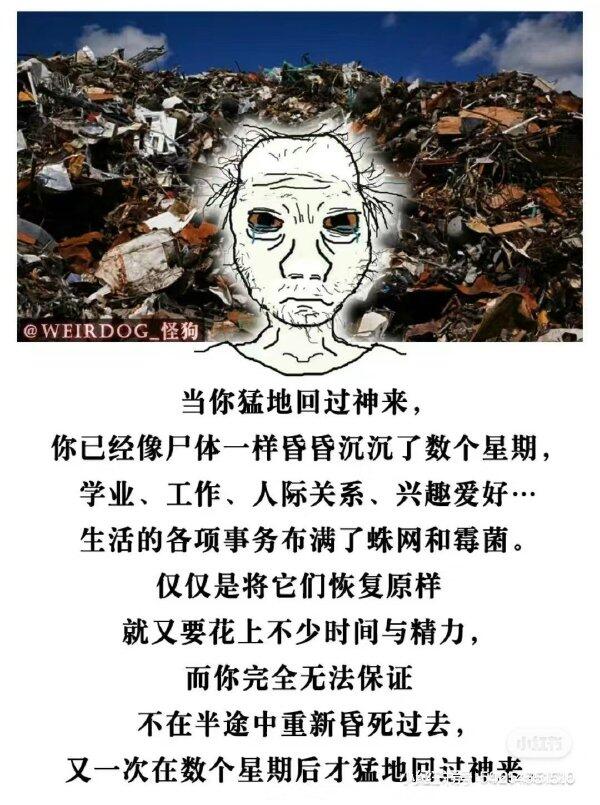 @WEIRDOG_怪狗
当你猛地回过神来，
你已经像尸体一样昏昏沉沉了数个星期，
学业、工作、人际关系、兴趣爱好…
生活的各项事务布满了蛛网和霉菌。
仅仅是将它们恢复原样
就又要花上不少时间与精力，
而你完全无法保证
不在半途中重新昏死过去，
又一次在数个星期后才猛地回过神来
小红书